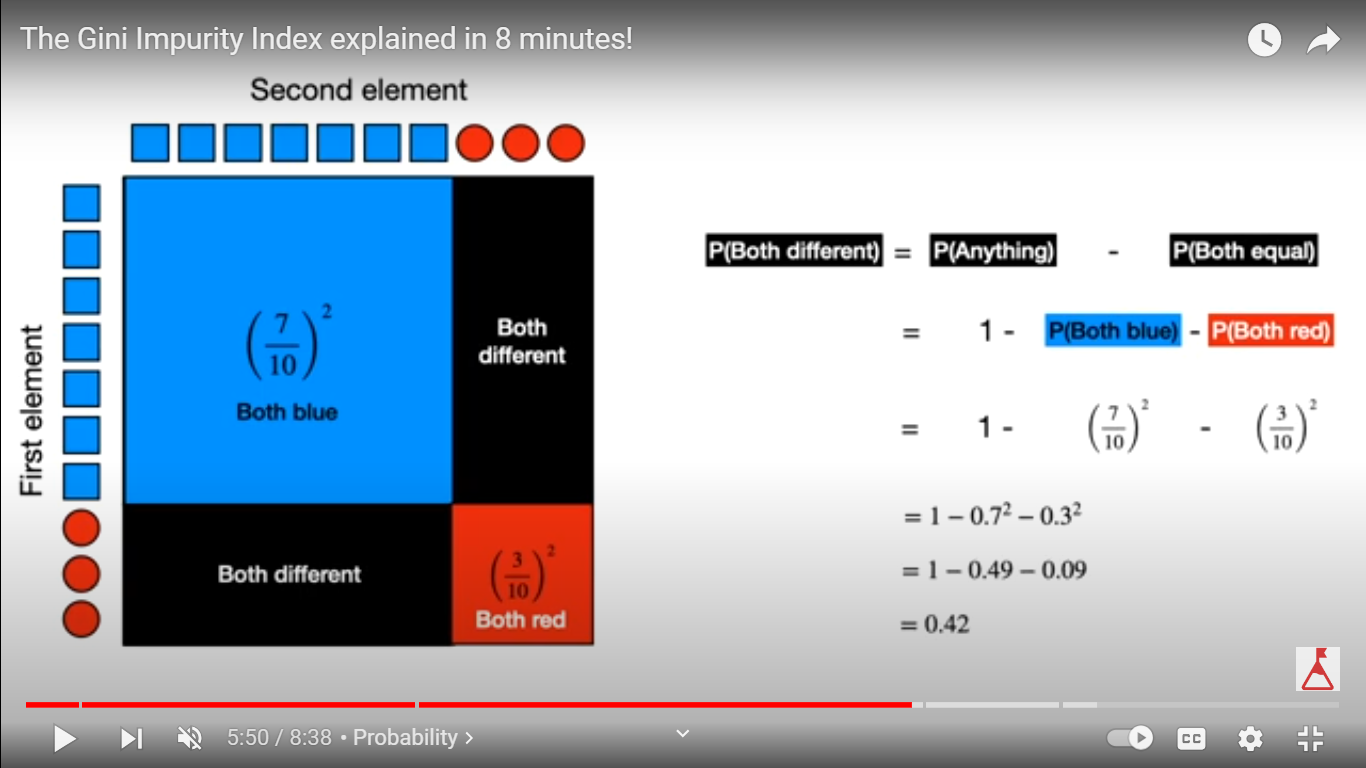 The Gini Impurity Index explained in 8 minutes!
Second element
First element
(7/10)²
Both blue
Both
different
Both different
(3/10)²
Both red
P(Both different) = P(Anything) - P(Both equal)
= 1 - P(Both blue) - P(Both red)
= 1 - (7/10)² - (3/10)²
= 1 − 0.7² − 0.3²
= 1 − 0.49 − 0.09
= 0.42
5:50 / 8:38 • Probability >
CC